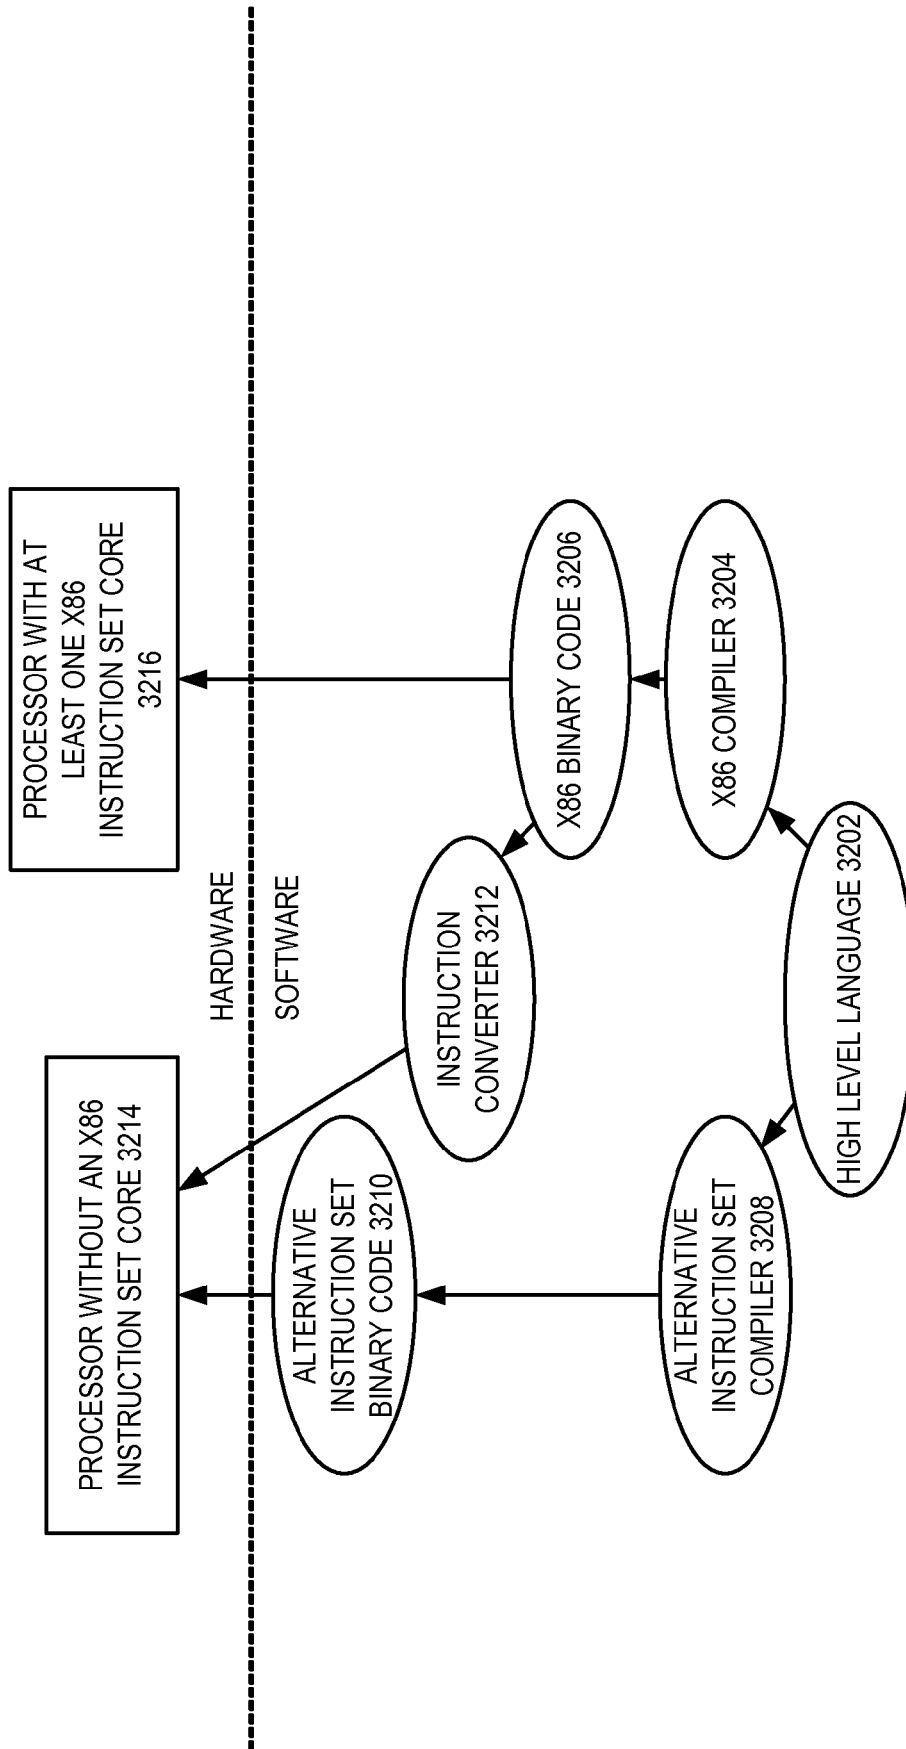 PROCESSOR WITHOUT AN X86
INSTRUCTION SET CORE 3214
PROCESSOR WITH AT
LEAST ONE X86
INSTRUCTION SET CORE
3216
HARDWARE
SOFTWARE
ALTERNATIVE
INSTRUCTION SET
BINARY CODE 3210
INSTRUCTION
CONVERTER 3212
X86 BINARY CODE 3206
ALTERNATIVE
INSTRUCTION SET
COMPILER 3208
X86 COMPILER 3204
HIGH LEVEL LANGUAGE 3202